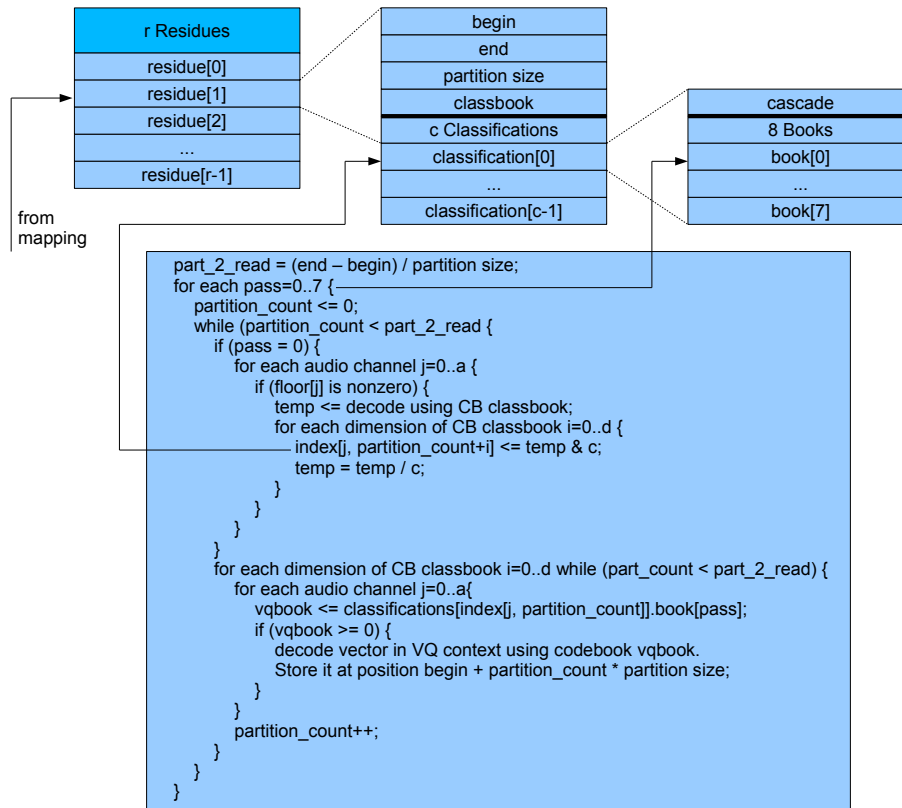 r Residues
residue[0]
residue[1]
residue[2]
...
residue[r-1]
from
mapping
begin
end
partition size
classbook
c Classifications
classification[0]
...
classification[c-1]
cascade
8 Books
book[0]
...
book[7]
part_2_read = (end – begin) / partition size;
for each pass=0..7 {
partition_count <= 0;
while (partition_count < part_2_read {
if (pass = 0) {
for each audio channel j=0..a {
if (floor[j] is nonzero) {
temp <= decode using CB classbook;
for each dimension of CB classbook i=0..d {
index[j, partition_count+i] <= temp & c;
temp = temp / c;
}
}
}
}
for each dimension of CB classbook i=0..d while (part_count < part_2_read) {
for each audio channel j=0..a{
vqbook <= classifications[index[j, partition_count]].book[pass];
if (vqbook >= 0) {
decode vector in VQ context using codebook vqbook.
Store it at position begin + partition_count * partition size;
}
}
partition_count++;
}
}
}